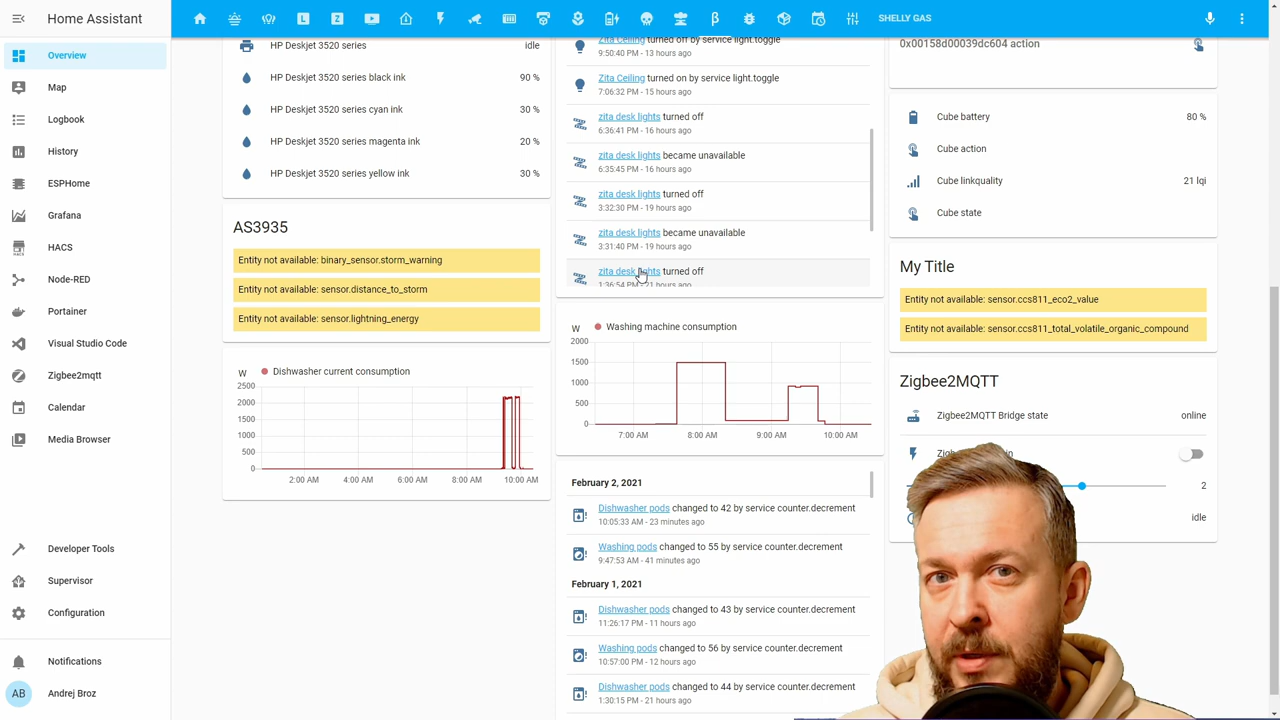 Home Assistant
SHELLY GAS
Overview
Map
Logbook
History
ESPHome
Grafana
HACS
Node-RED
Portainer
Visual Studio Code
Zigbee2mqtt
Calendar
Media Browser
Developer Tools
Supervisor
Configuration
Notifications
AB Andrej Broz
HP Deskjet 3520 series idle
HP Deskjet 3520 series black ink 90 %
HP Deskjet 3520 series cyan ink 30 %
HP Deskjet 3520 series magenta ink 20 %
HP Deskjet 3520 series yellow ink 30 %
AS3935
Entity not available: binary_sensor.storm_warning
Entity not available: sensor.distance_to_storm
Entity not available: sensor.lightning_energy
W Dishwasher current consumption
2500
2000
1500
1000
500
0
2:00 AM 4:00 AM 6:00 AM 8:00 AM 10:00 AM
Zita Ceiling turned off by service light.toggle
9:50:40 PM - 13 hours ago
Zita Ceiling turned on by service light.toggle
7:06:32 PM - 15 hours ago
zita desk lights turned off
6:36:41 PM - 16 hours ago
zita desk lights became unavailable
6:35:45 PM - 16 hours ago
zita desk lights turned off
3:32:30 PM - 19 hours ago
zita desk lights became unavailable
3:31:40 PM - 19 hours ago
zita desk lights turned off
1:36:54 PM - 21 hours ago
W Washing machine consumption
2000
1500
1000
500
0
7:00 AM 8:00 AM 9:00 AM 10:00 AM
February 2, 2021
Dishwasher pods changed to 42 by service counter.decrement
10:05:33 AM - 23 minutes ago
Washing pods changed to 55 by service counter.decrement
9:47:53 AM - 41 minutes ago
February 1, 2021
Dishwasher pods changed to 43 by service counter.decrement
11:26:17 PM - 11 hours ago
Washing pods changed to 56 by service counter.decrement
10:57:00 PM - 12 hours ago
Dishwasher pods changed to 44 by service counter.decrement
1:30:15 PM - 21 hours ago
0x00158d00039dc604 action
Cube battery 80 %
Cube action
Cube linkquality 21 lqi
Cube state
My Title
Entity not available: sensor.ccs811_eco2_value
Entity not available: sensor.ccs811_total_volatile_organic_compound
Zigbee2MQTT
Zigbee2MQTT Bridge state online
2
idle